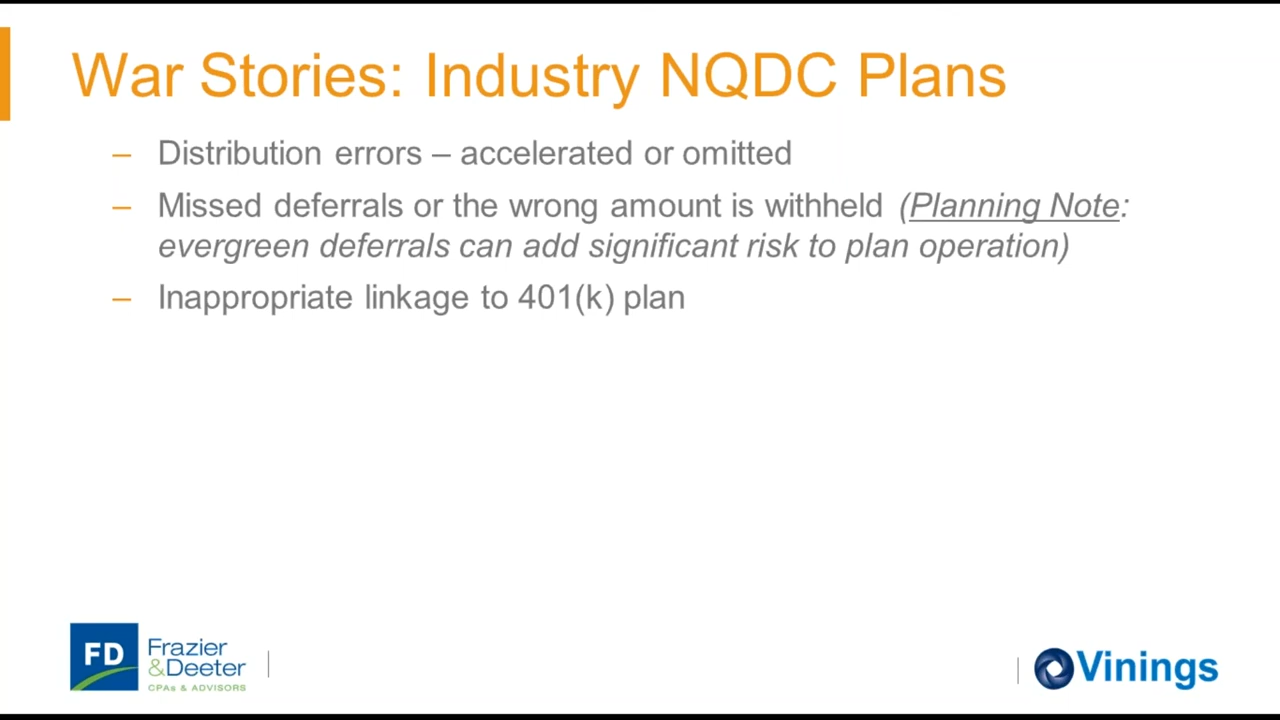 War Stories: Industry NQDC Plans
– Distribution errors – accelerated or omitted
– Missed deferrals or the wrong amount is withheld (Planning Note:
evergreen deferrals can add significant risk to plan operation)
– Inappropriate linkage to 401(k) plan
FD
Frazier
&Deeter
CPAs & ADVISORS
Vinings